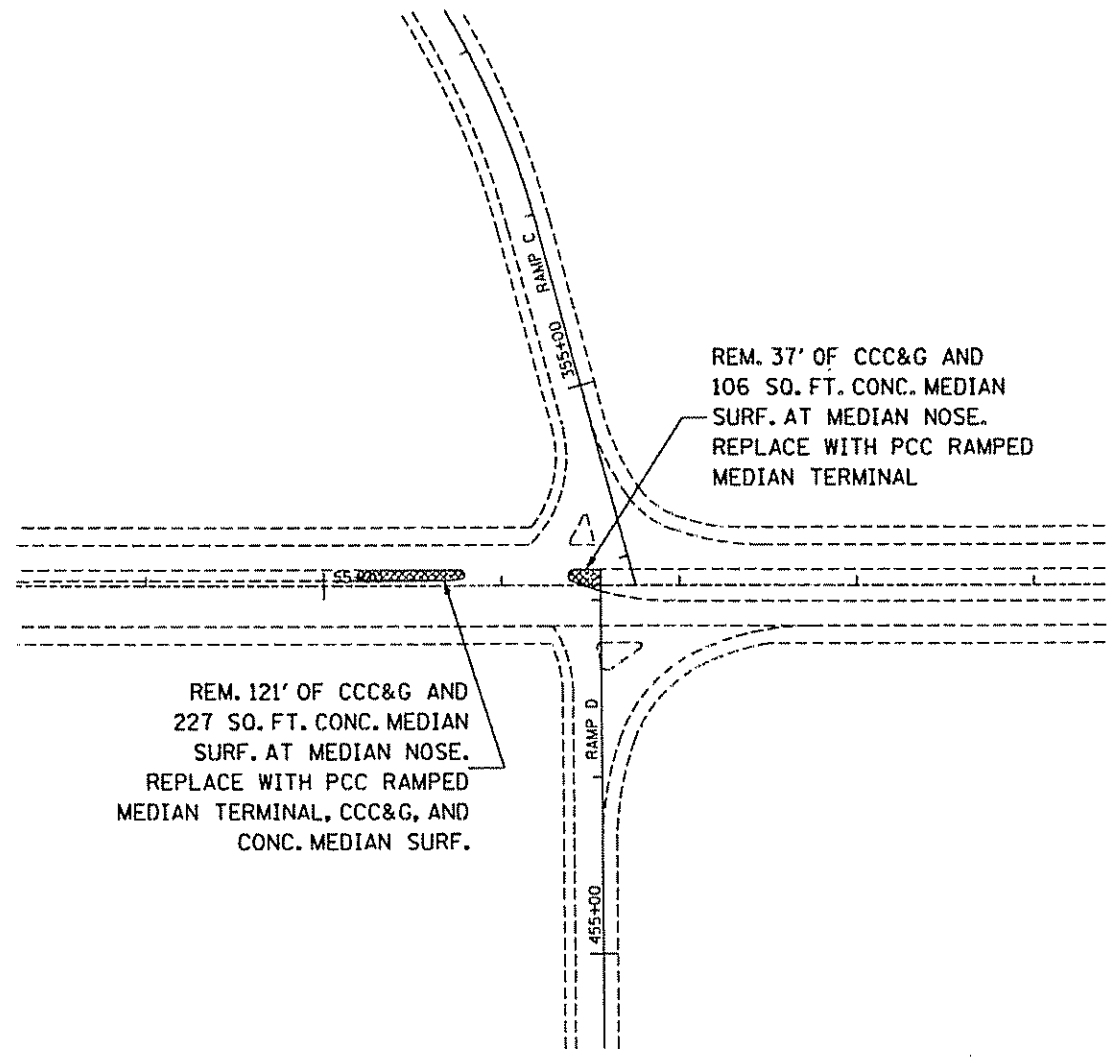 RAMP C
355+00
REM. 37' OF CCC&G AND
106 SQ. FT. CONC. MEDIAN
SURF. AT MEDIAN NOSE.
REPLACE WITH PCC RAMPED
MEDIAN TERMINAL
REM. 121' OF CCC&G AND
227 SQ. FT. CONC. MEDIAN
SURF. AT MEDIAN NOSE.
REPLACE WITH PCC RAMPED
MEDIAN TERMINAL, CCC&G, AND
CONC. MEDIAN SURF.
RAMP D
455+00